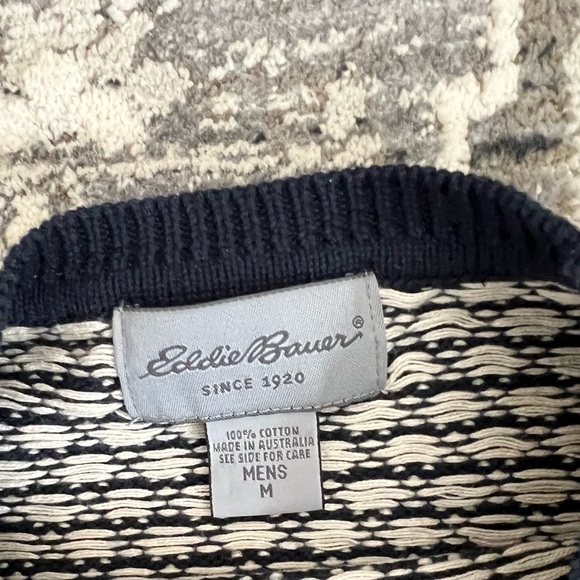 Eddie Bauer®
SINCE 1920
100% COTTON
MADE IN AUSTRALIA
SEE SIDE FOR CARE
MENS
M